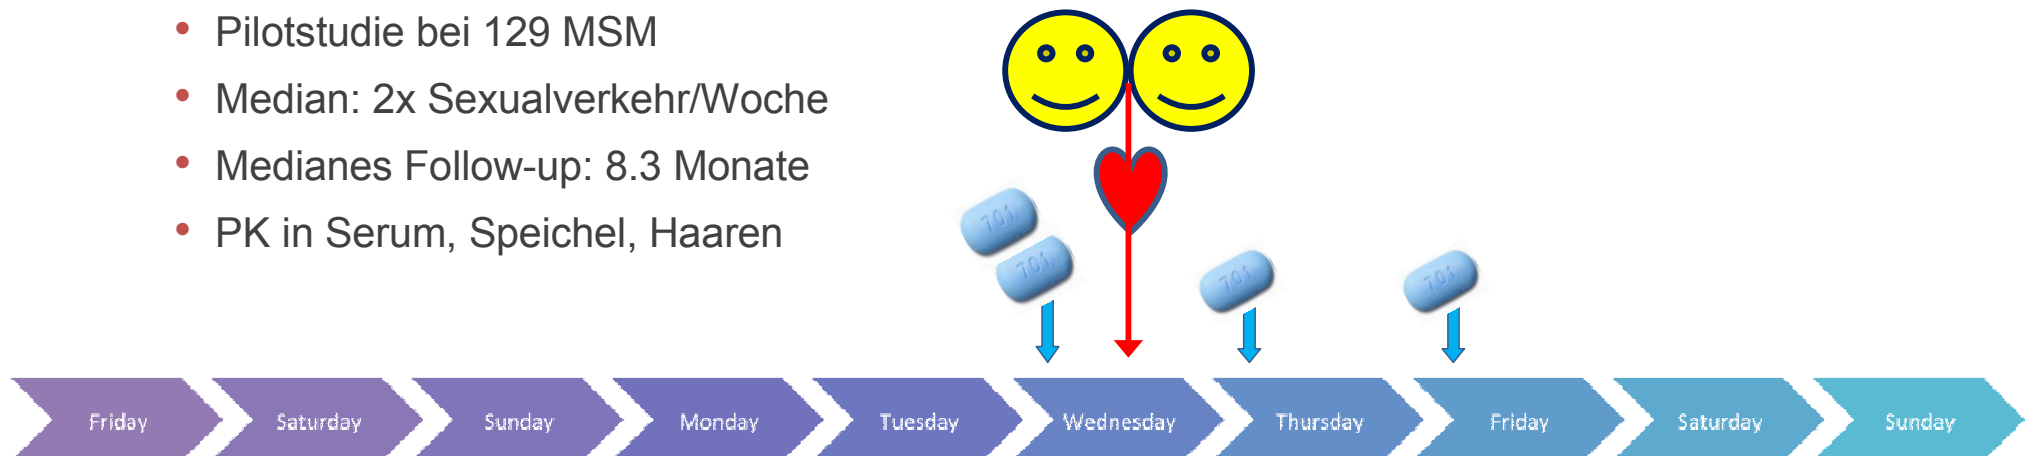 • Pilotstudie bei 129 MSM
• Median: 2x Sexualverkehr/Woche
• Medianes Follow-up: 8.3 Monate
• PK in Serum, Speichel, Haaren
701
701
701
701
Friday Saturday Sunday Monday Tuesday Wednesday Thursday Friday Saturday Sunday